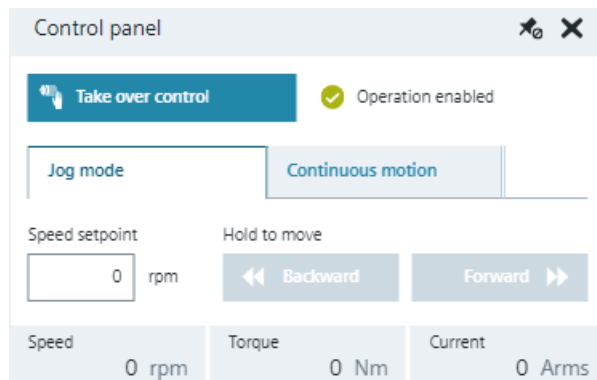 Control panel
Take over control
Operation enabled
Jog mode
Continuous motion
Speed setpoint
Hold to move
0 rpm
Backward
Forward
Speed
Torque
Current
0 rpm
0 Nm
0 Arms